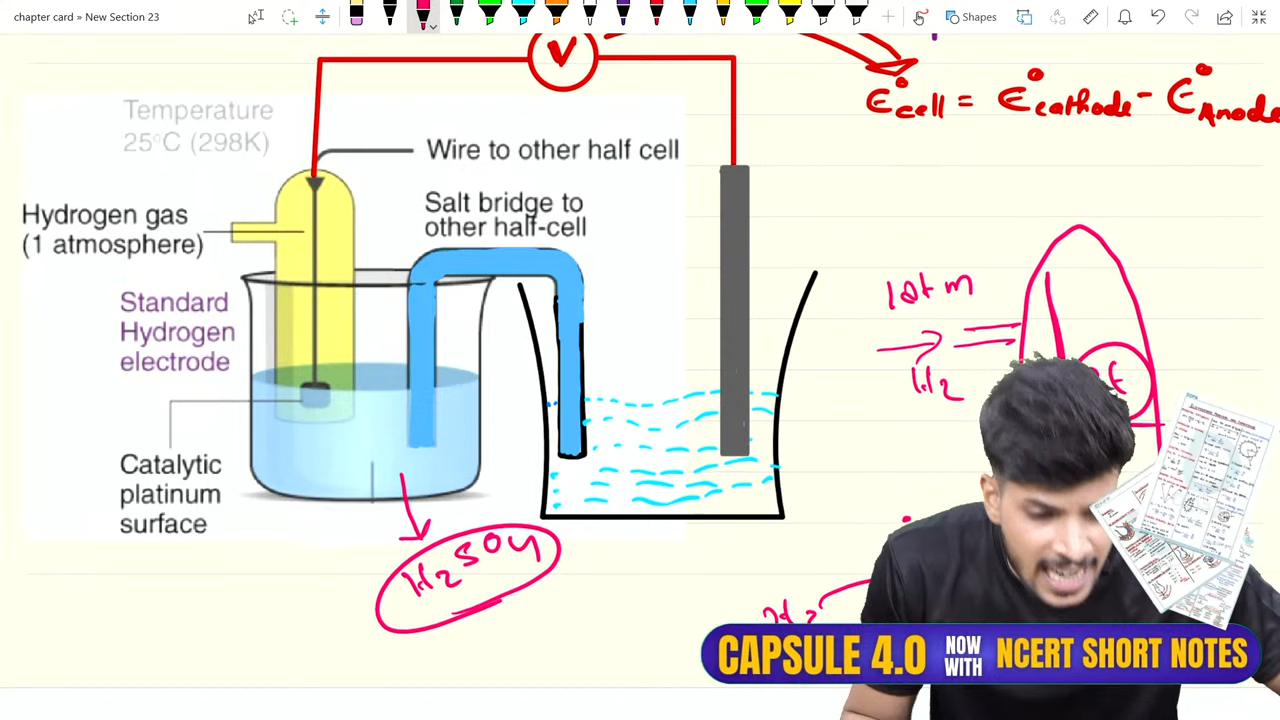 chapter card » New Section 23
Shapes
V
E°cell = E°cathode - E°Anode
Temperature
25°C (298K)
Wire to other half cell
Hydrogen gas
(1 atmosphere)
Salt bridge to
other half-cell
Standard
Hydrogen
electrode
1atm
H2
Catalytic
platinum
surface
H2SO4
H2
CAPSULE 4.0 NOW WITH NCERT SHORT NOTES